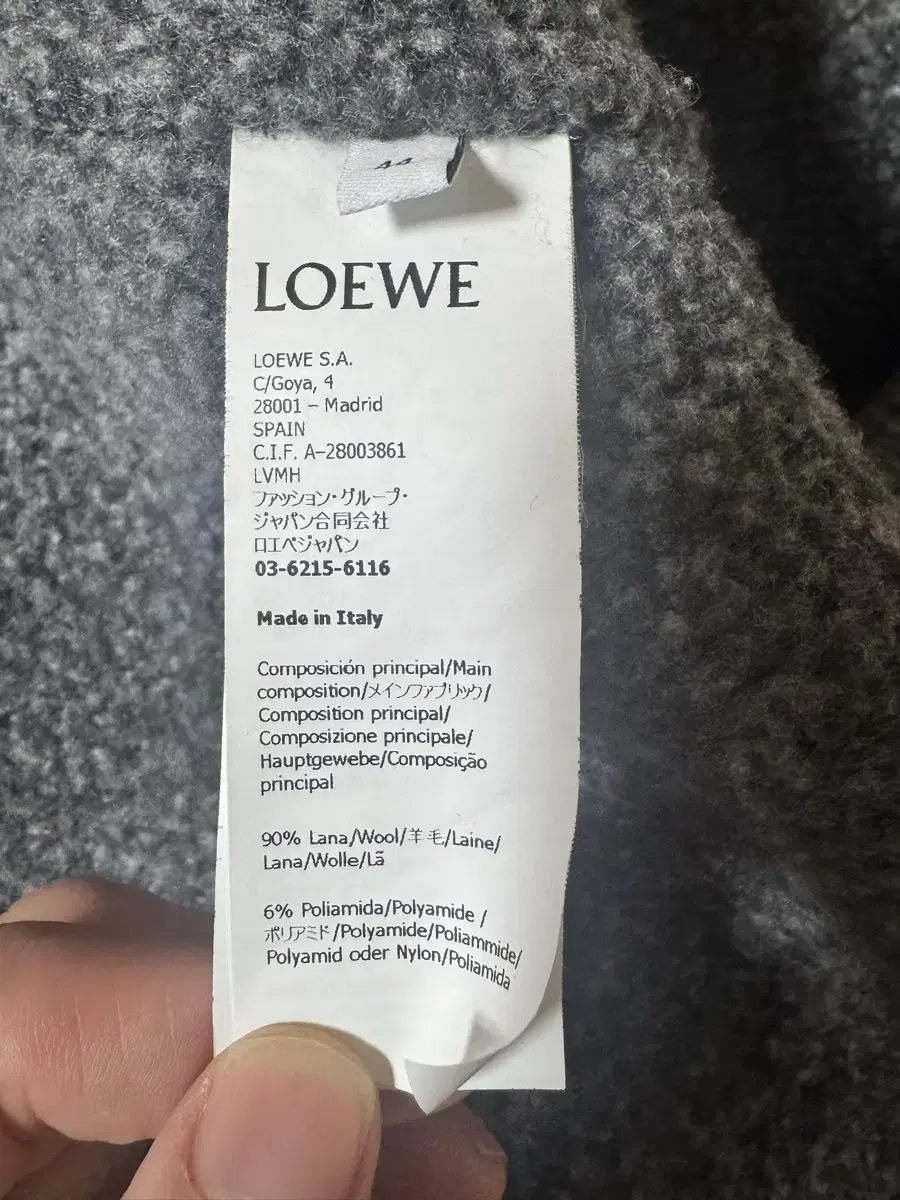 44
LOEWE
LOEWE S.A.
C/Goya, 4
28001 – Madrid
SPAIN
C.I.F. A–28003861
LVMH
ファッション・グループ・
ジャパン合同会社
ロエベジャパン
03-6215-6116
Made in Italy
Composición principal/Main
composition/メインファブリック/
Composition principal/
Composizione principale/
Hauptgewebe/Composição
principal
90% Lana/Wool/羊毛/Laine/
Lana/Wolle/Lã
6% Poliamida/Polyamide /
ポリアミド/Polyamide/Poliammide/
Polyamid oder Nylon/Poliamida